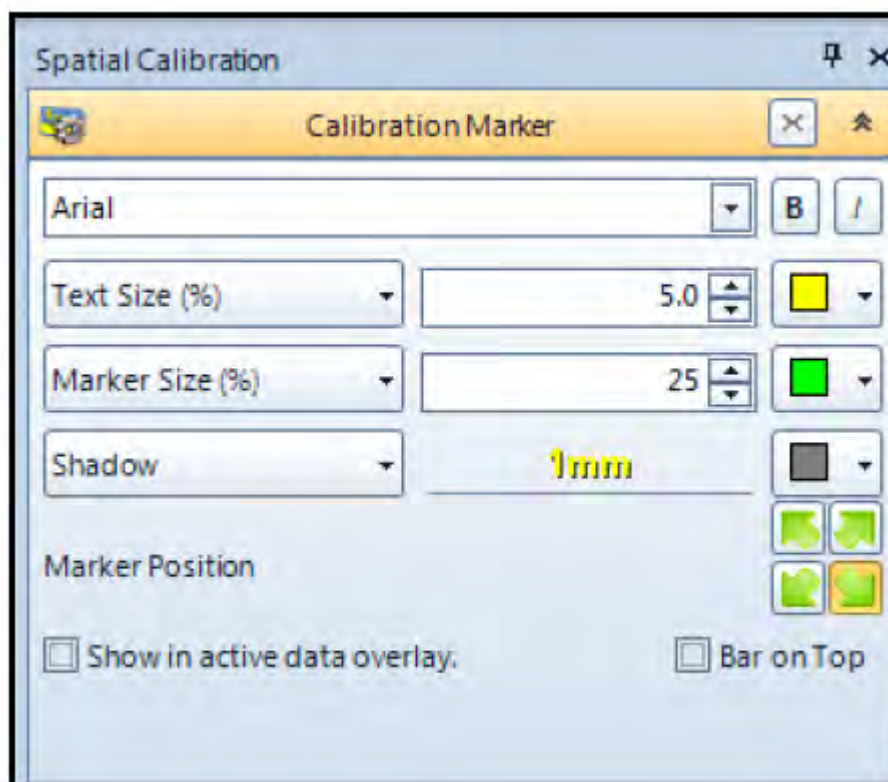 Spatial Calibration
Calibration Marker
Arial B I
Text Size (%) 5.0
Marker Size (%) 25
Shadow 1mm
Marker Position
Show in active data overlay. Bar on Top